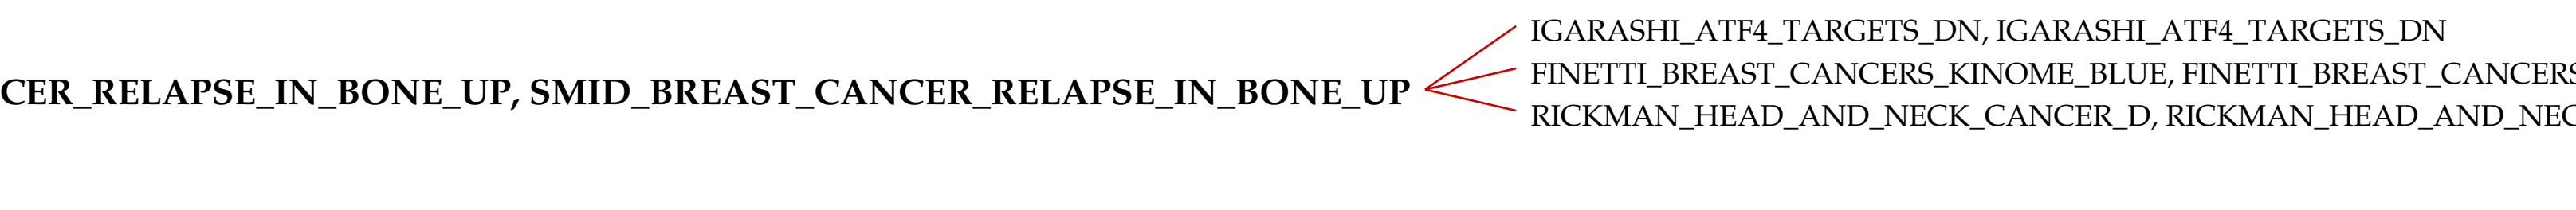 CER_RELAPSE_IN_BONE_UP, SMID_BREAST_CANCER_RELAPSE_IN_BONE_UP
IGARASHI_ATF4_TARGETS_DN, IGARASHI_ATF4_TARGETS_DN
FINETTI_BREAST_CANCERS_KINOME_BLUE, FINETTI_BREAST_CANCERS
RICKMAN_HEAD_AND_NECK_CANCER_D, RICKMAN_HEAD_AND_NEC